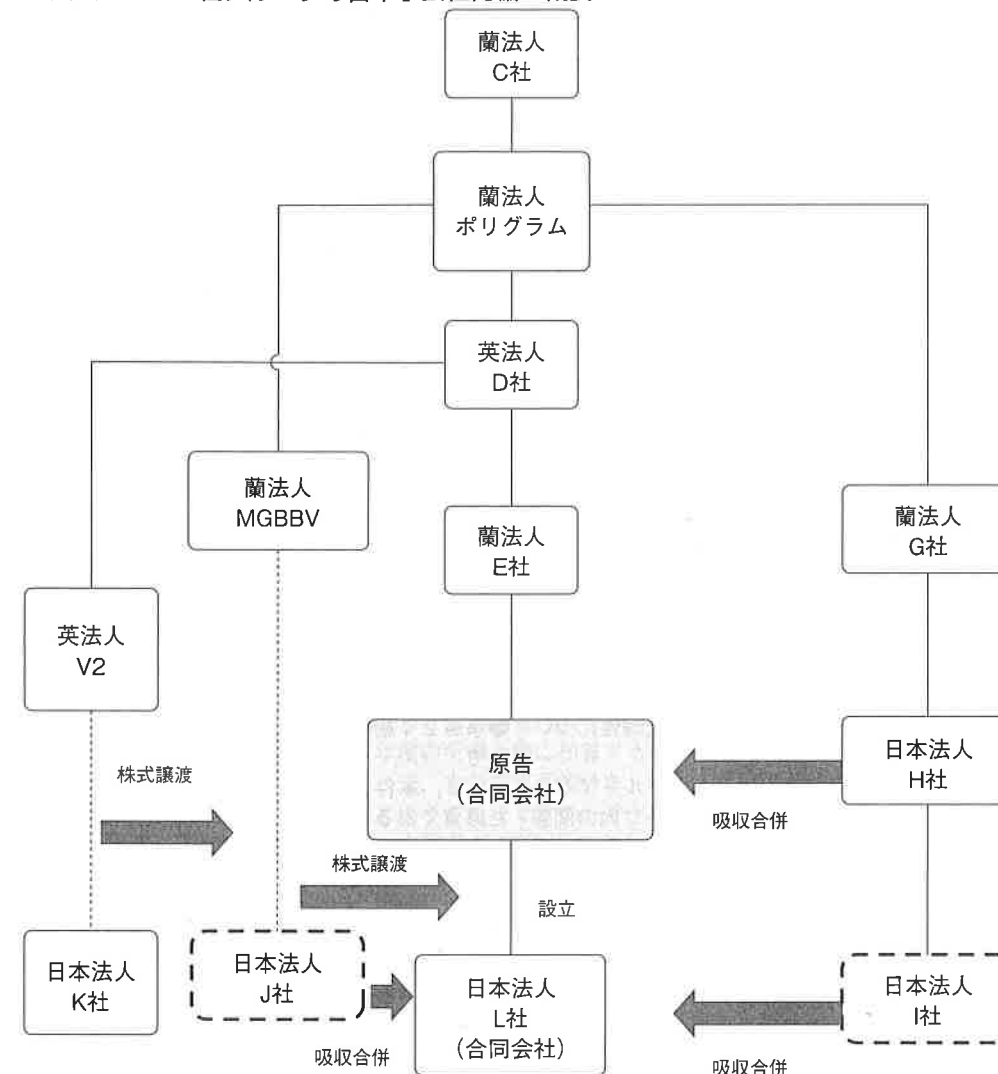 蘭法人
C社
蘭法人
ポリグラム
英法人
D社
蘭法人
MGBBV
蘭法人
E社
蘭法人
G社
英法人
V2
原告
（合同会社）
日本法人
H社
株式譲渡
吸収合併
株式譲渡
設立
日本法人
K社
日本法人
J社
日本法人
L社
（合同会社）
日本法人
I社
吸収合併
吸収合併